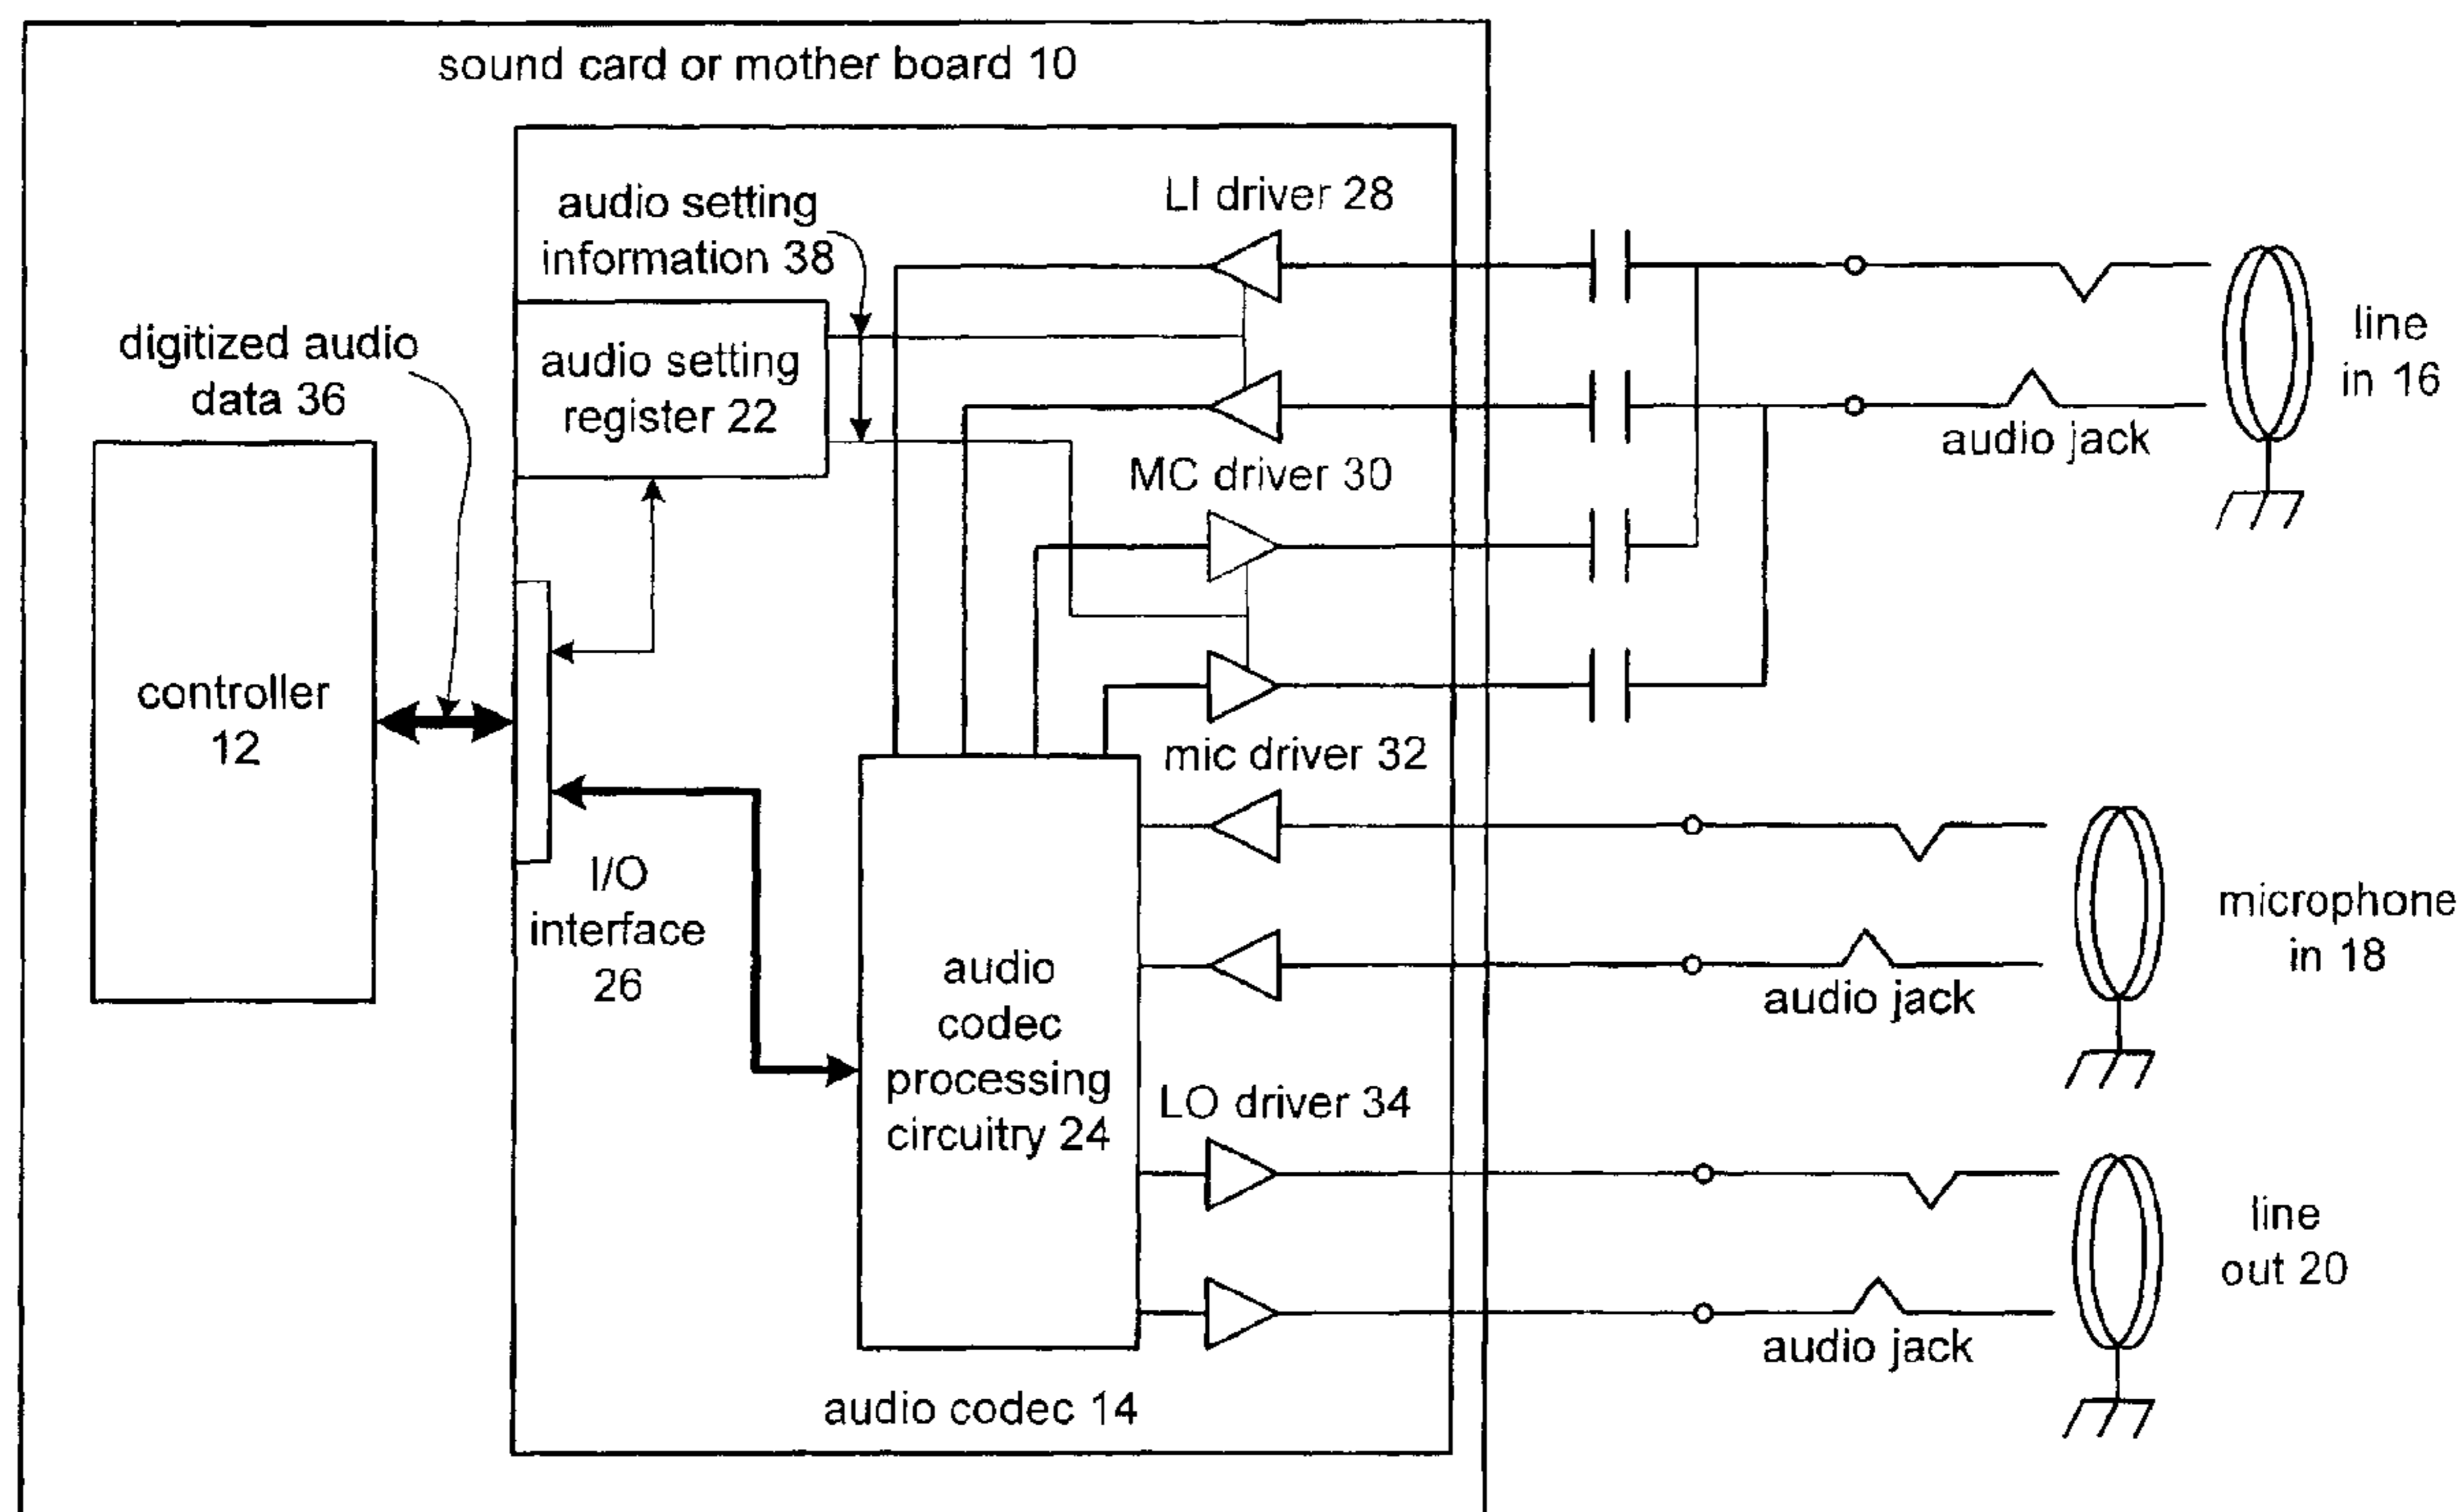 sound card or mother board 10
audio setting
information 38
LI driver 28
digitized audio
data 36
audio setting
register 22
line
in 16
audio jack
MC driver 30
controller
12
mic driver 32
I/O
interface
26
audio
codec
processing
circuitry 24
microphone
in 18
audio jack
LO driver 34
line
out 20
audio jack
audio codec 14